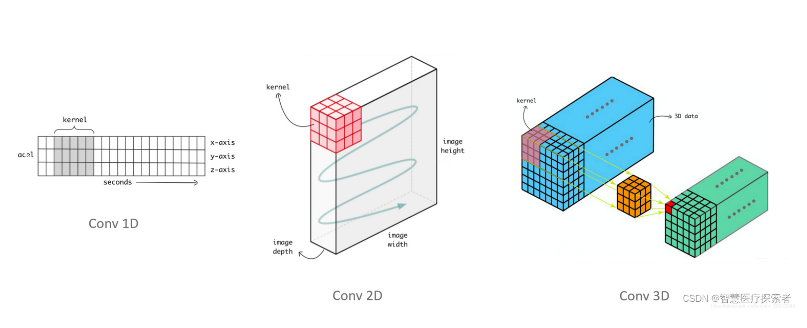 kernel
accl
x-axis
y-axis
z-axis
seconds
Conv 1D
kernel
image
height
image
width
image
depth
Conv 2D
kernel
3D data
Conv 3D
CSDN @智慧医疗探索者